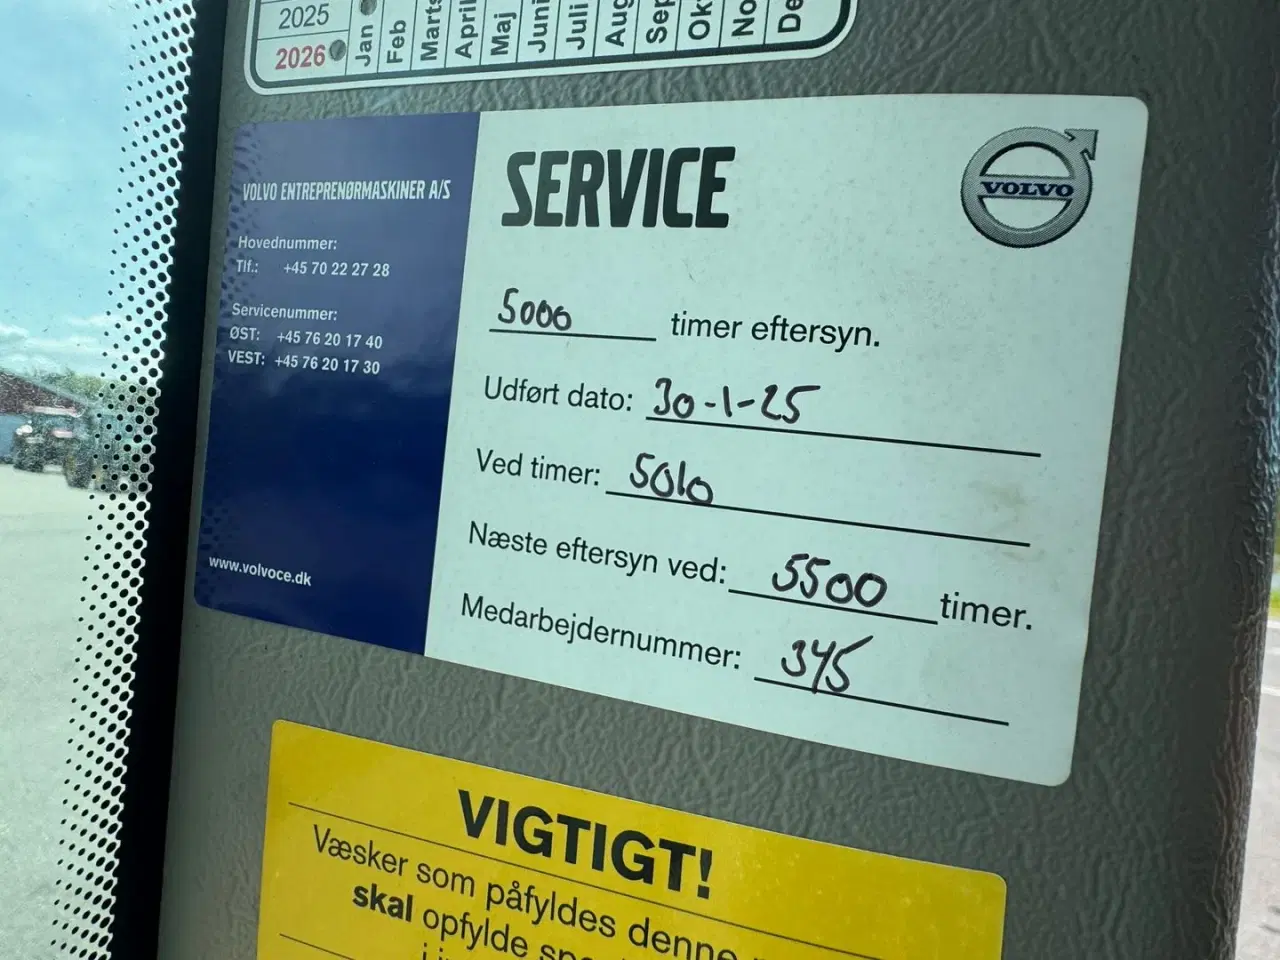 2025
2026 Jan Feb Marts April Maj Juni Juli Aug Sep
VOLVO ENTREPRENØRMASKINER A/S
Hovednummer:
Tlf.: +45 70 22 27 28
Servicenummer:
ØST: +45 76 20 17 40
VEST: +45 76 20 17 30
www.volvoce.dk
SERVICE
VOLVO
5000 timer eftersyn.
Udført dato: 30-1-25
Ved timer: 5010
Næste eftersyn ved: 5500 timer.
Medarbejdernummer: 345
VIGTIGT!
Væsker som påfyldes denne
skal opfylde